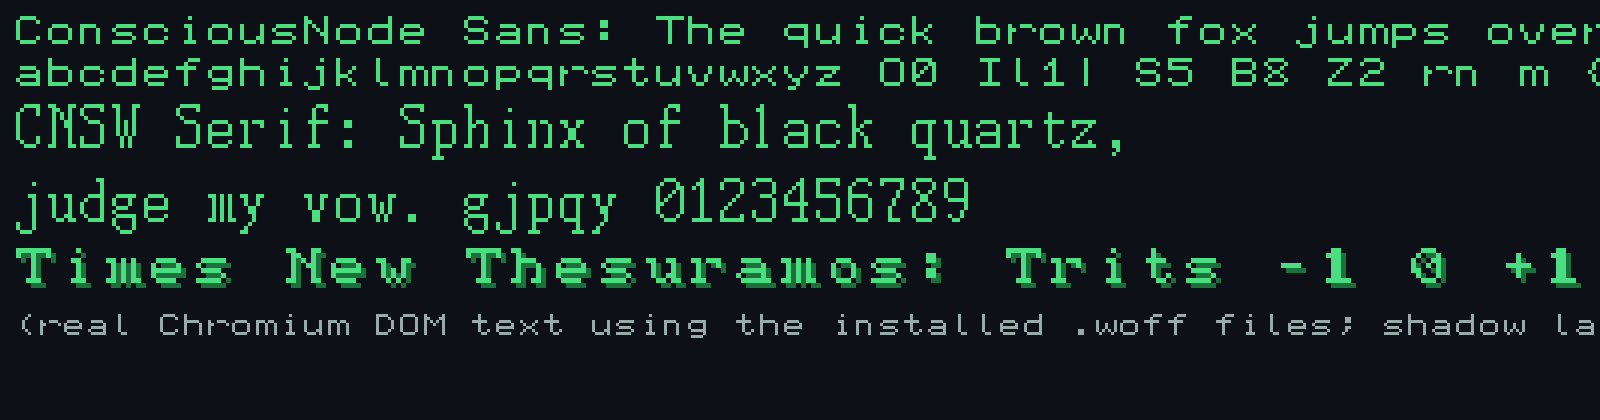 ConsciousNode Sans: The quick brown fox jumps over
abcdefghijklmnopqrstuvwxyz O0 Il1| S5 B8 Z2 rn m
CNSW Serif: Sphinx of black quartz,
judge my vow. gjpqy 0123456789
Times New Thesuramos: Trits -1 0 +1
(real Chromium DOM text using the installed .woff files; shadow la